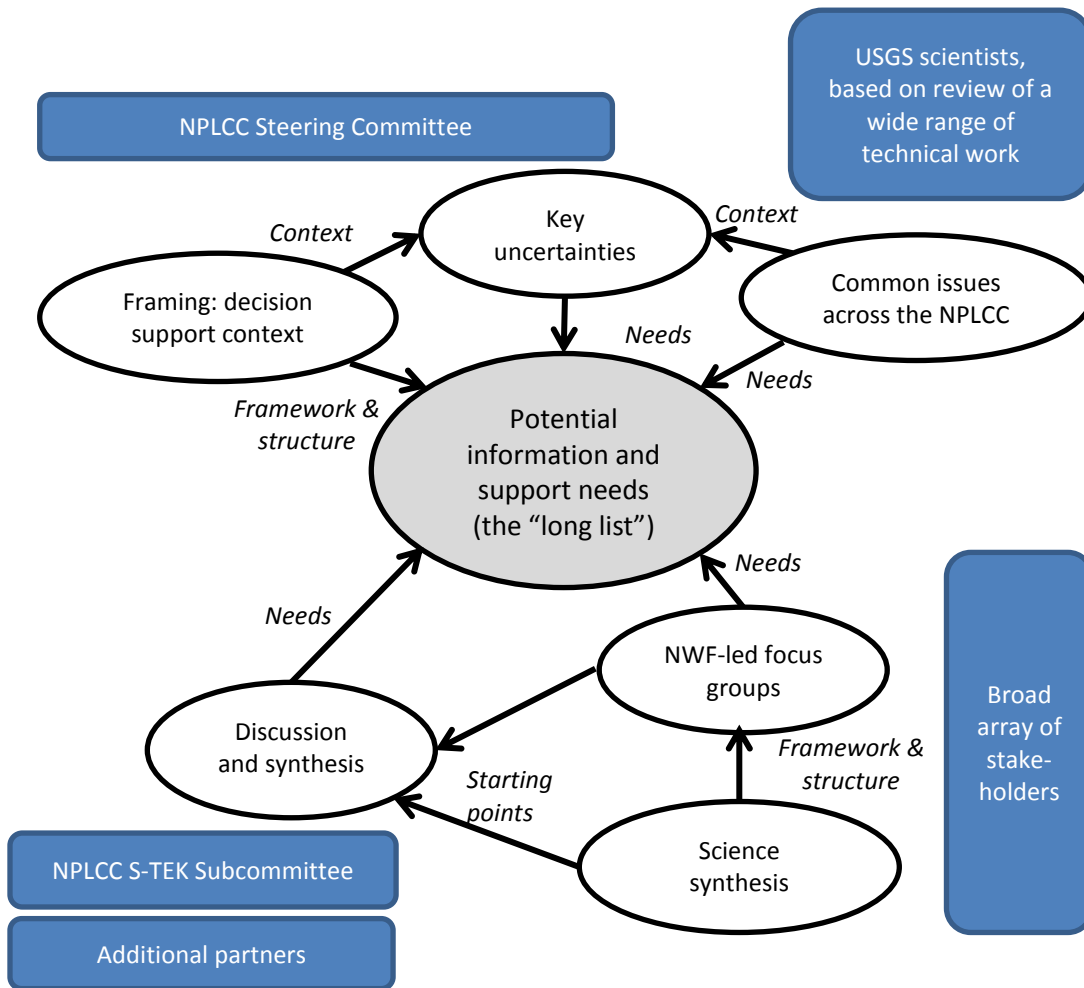 USGS scientists,
based on review of a
wide range of
technical work
NPLCC Steering Committee
Context
Key
uncertainties
Context
Framing: decision
support context
Common issues
across the NPLCC
Needs
Needs
Framework &
structure
Potential
information and
support needs
(the “long list”)
Needs
Needs
NWF-led focus
groups
Broad
array of
stake-
holders
Discussion
and synthesis
Framework &
structure
Starting
points
Science
synthesis
NPLCC S-TEK Subcommittee
Additional partners